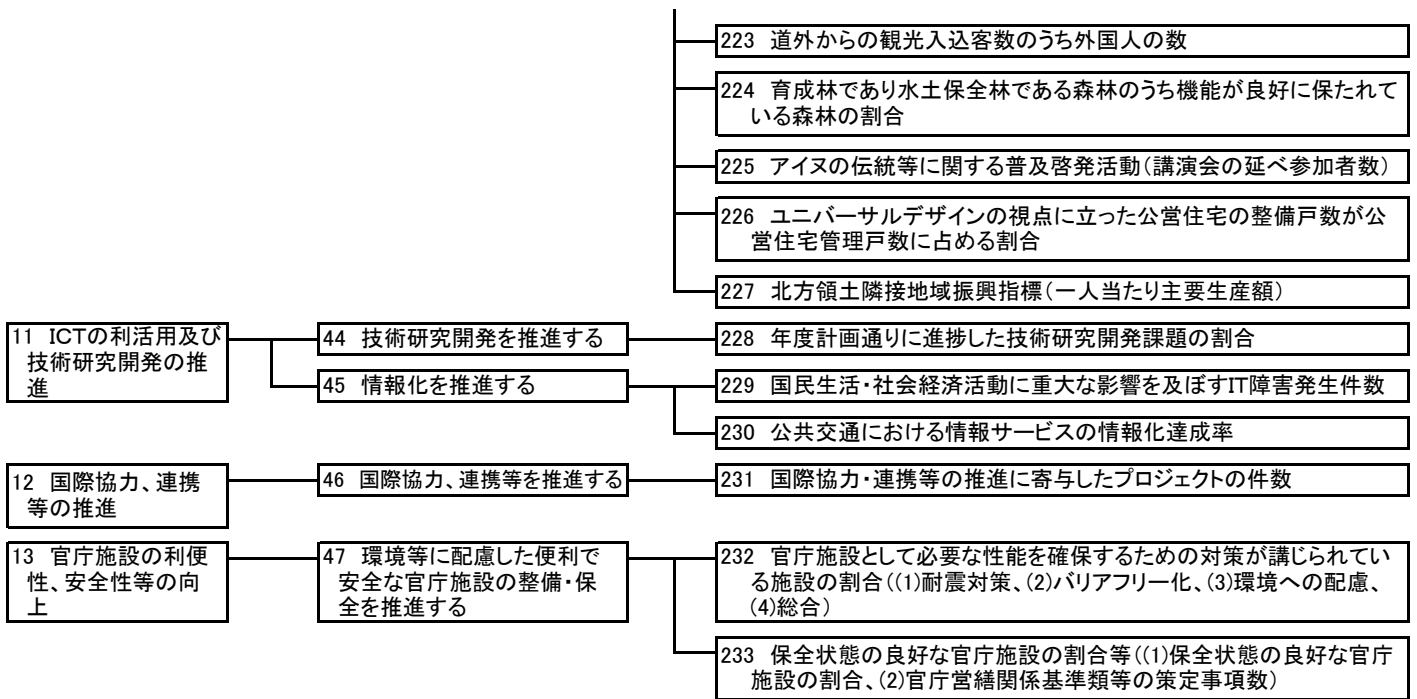 223 道外からの観光入込客数のうち外国人の数
224 育成林であり水土保全林である森林のうち機能が良好に保たれて
いる森林の割合
225 アイヌの伝統等に関する普及啓発活動(講演会の延べ参加者数)
226 ユニバーサルデザインの視点に立った公営住宅の整備戸数が公
営住宅管理戸数に占める割合
227 北方領土隣接地域振興指標(一人当たり主要生産額)
11 ICTの利活用及び
技術研究開発の推
進
44 技術研究開発を推進する
228 年度計画通りに進捗した技術研究開発課題の割合
45 情報化を推進する
229 国民生活・社会経済活動に重大な影響を及ぼすIT障害発生件数
230 公共交通における情報サービスの情報化達成率
12 国際協力、連携
等の推進
46 国際協力、連携等を推進する
231 国際協力・連携等の推進に寄与したプロジェクトの件数
13 官庁施設の利便
性、安全性等の向
上
47 環境等に配慮した便利で
安全な官庁施設の整備・保
全を推進する
232 官庁施設として必要な性能を確保するための対策が講じられてい
る施設の割合((1)耐震対策、(2)バリアフリー化、(3)環境への配慮、
(4)総合)
233 保全状態の良好な官庁施設の割合等((1)保全状態の良好な官庁
施設の割合、(2)官庁営繕関係基準類等の策定事項数)